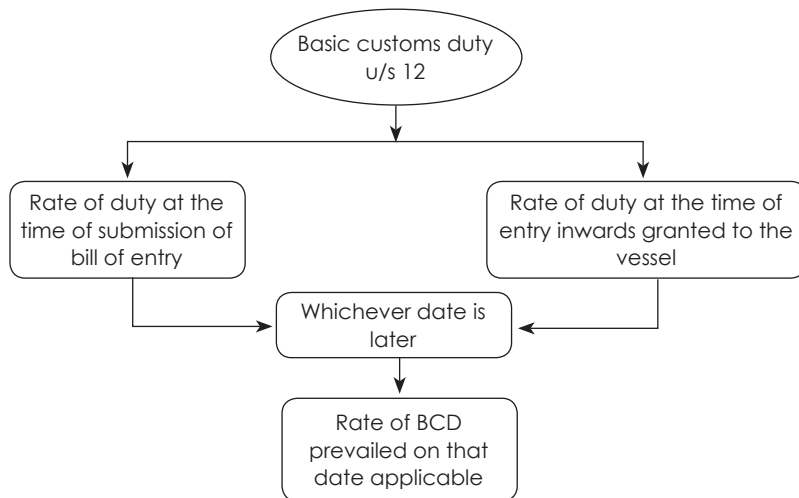 Basic customs duty
u/s 12
Rate of duty at the
time of submission of
bill of entry
Rate of duty at the time of
entry inwards granted to the
vessel
Whichever date is
later
Rate of BCD
prevailed on that
date applicable